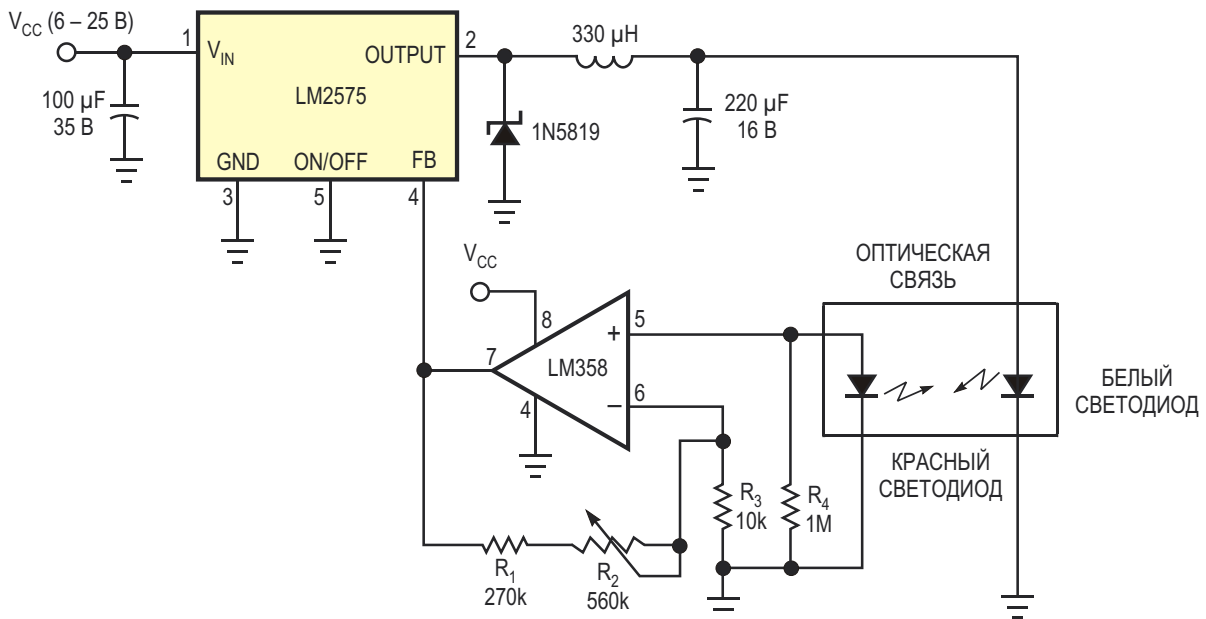 V_CC (6 – 25 В)
1
V_IN
OUTPUT
2
330 µH
LM2575
100 µF
35 В
1N5819
220 µF
16 В
GND
ON/OFF
FB
3
5
4
V_CC
ОПТИЧЕСКАЯ
СВЯЗЬ
8
+
5
7
LM358
4
–
6
БЕЛЫЙ
СВЕТОДИОД
КРАСНЫЙ
СВЕТОДИОД
R_3
10k
R_4
1M
R_1
270k
R_2
560k